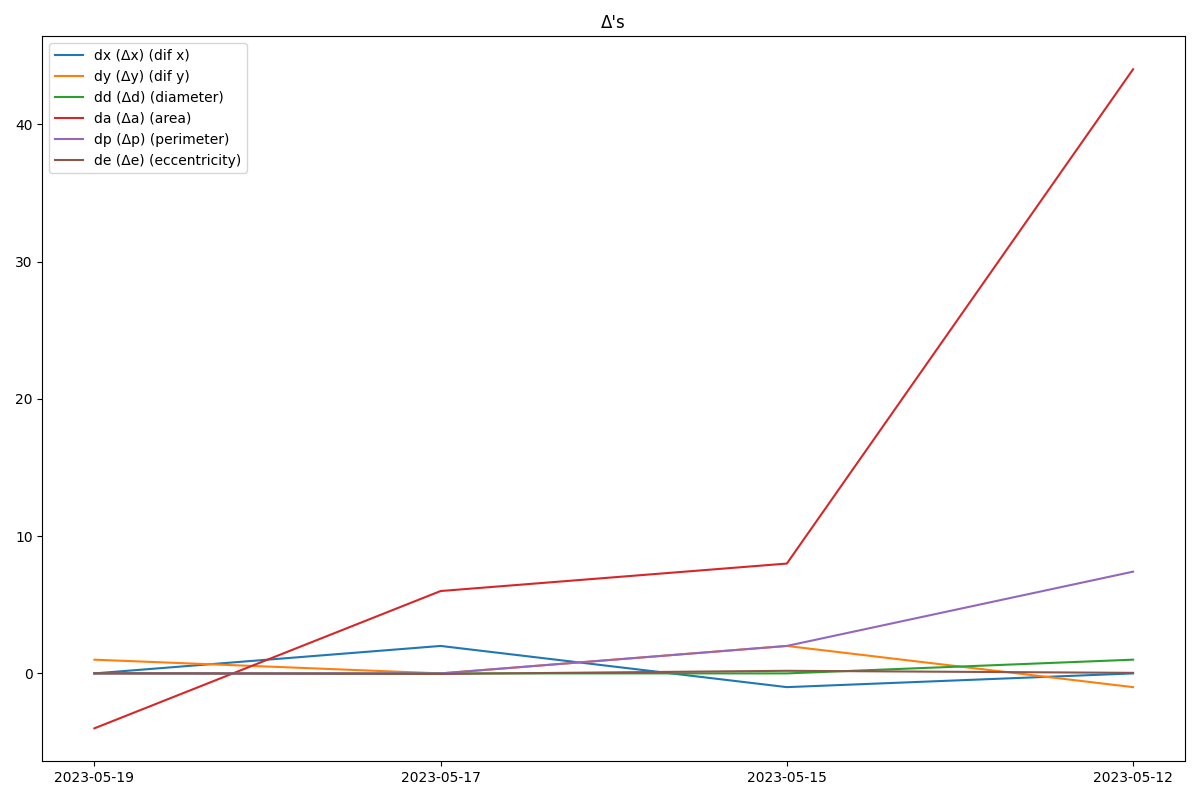 Δ's
dx (Δx) (dif x)
dy (Δy) (dif y)
dd (Δd) (diameter)
da (Δa) (area)
dp (Δp) (perimeter)
de (Δe) (eccentricity)
40
30
20
10
0
2023-05-19
2023-05-17
2023-05-15
2023-05-12